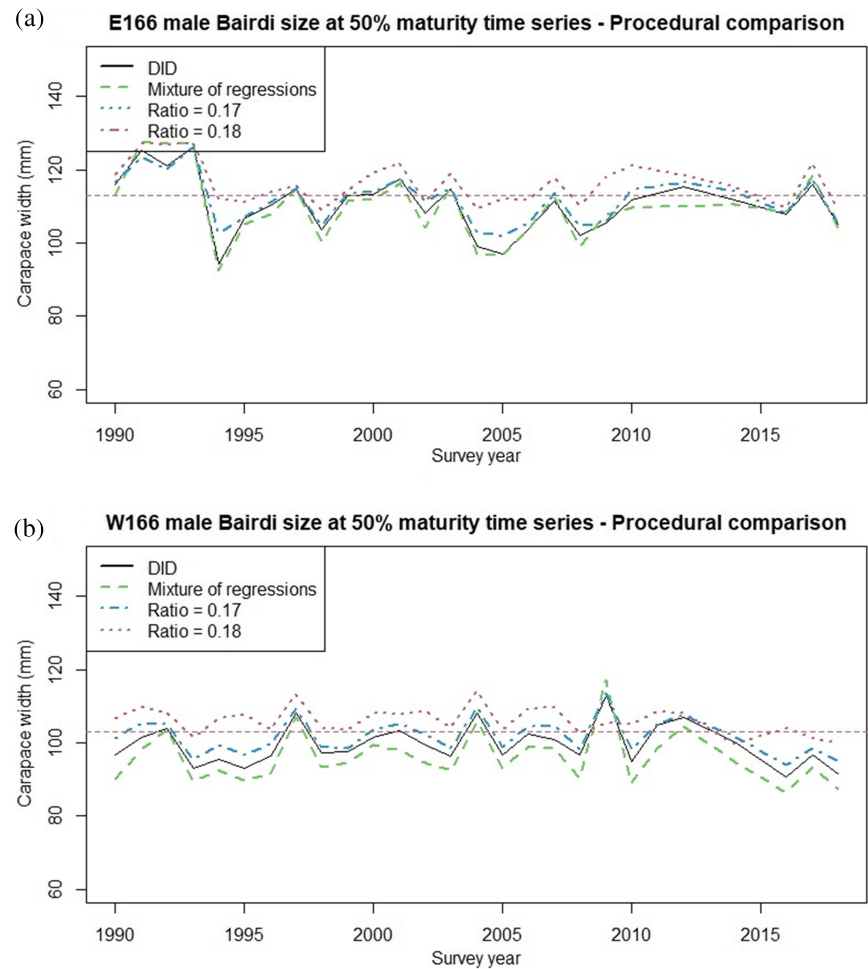 (a)
E166 male Bairdi size at 50% maturity time series - Procedural comparison
DID
Mixture of regressions
Ratio = 0.17
Ratio = 0.18
Carapace width (mm)
140
120
100
80
60
1990 1995 2000 2005 2010 2015
Survey year
(b)
W166 male Bairdi size at 50% maturity time series - Procedural comparison
DID
Mixture of regressions
Ratio = 0.17
Ratio = 0.18
Carapace width (mm)
140
120
100
80
60
1990 1995 2000 2005 2010 2015
Survey year